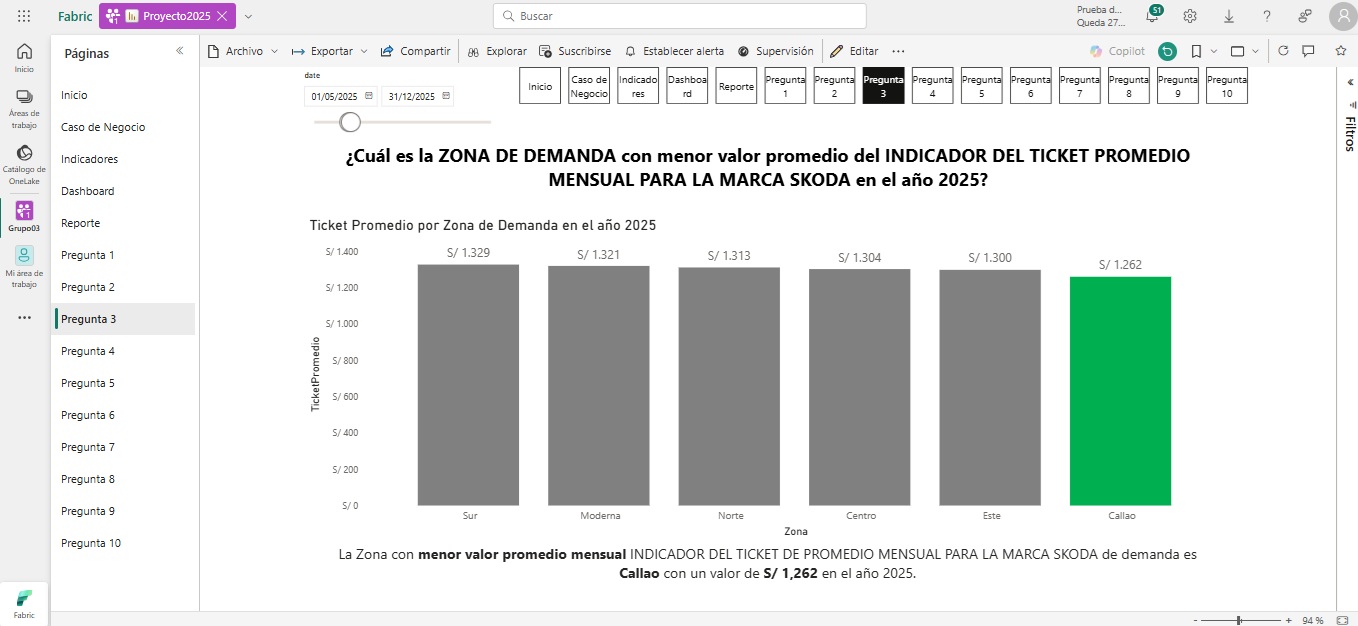 Fabric
Proyecto2025
Buscar
Prueba d...
Queda 27...
51
Inicio
Áreas de
trabajo
Catálogo de
OneLake
Grupo03
Mi área de
trabajo
Fabric
Páginas
Inicio
Caso de Negocio
Indicadores
Dashboard
Reporte
Pregunta 1
Pregunta 2
Pregunta 3
Pregunta 4
Pregunta 5
Pregunta 6
Pregunta 7
Pregunta 8
Pregunta 9
Pregunta 10
Archivo
Exportar
Compartir
Explorar
Suscribirse
Establecer alerta
Supervisión
Editar
Copilot
date
01/05/2025
31/12/2025
Inicio
Caso de
Negocio
Indicado
res
Dashboa
rd
Reporte
Pregunta
1
Pregunta
2
Pregunta
3
Pregunta
4
Pregunta
5
Pregunta
6
Pregunta
7
Pregunta
8
Pregunta
9
Pregunta
10
Filtros
¿Cuál es la ZONA DE DEMANDA con menor valor promedio del INDICADOR DEL TICKET PROMEDIO
MENSUAL PARA LA MARCA SKODA en el año 2025?
Ticket Promedio por Zona de Demanda en el año 2025
TicketPromedio
S/ 1.400
S/ 1.200
S/ 1.000
S/ 800
S/ 600
S/ 400
S/ 200
S/ 0
S/ 1.329
S/ 1.321
S/ 1.313
S/ 1.304
S/ 1.300
S/ 1.262
Sur
Moderna
Norte
Centro
Este
Callao
Zona
La Zona con menor valor promedio mensual INDICADOR DEL TICKET DE PROMEDIO MENSUAL PARA LA MARCA SKODA de demanda es
Callao con un valor de S/ 1,262 en el año 2025.
94 %